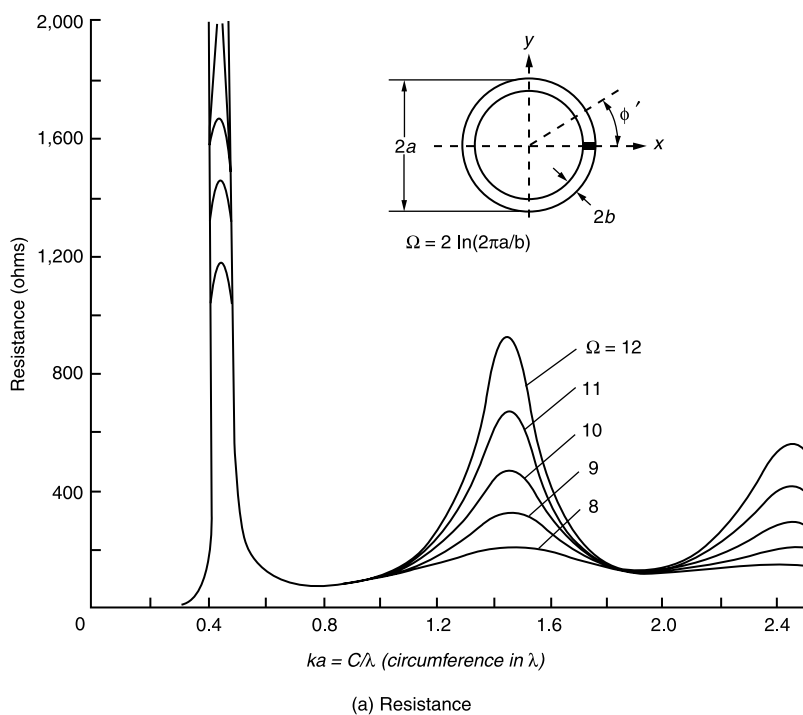 2,000
1,600
1,200
800
400
0
Resistance (ohms)
y
x
ϕ ′
2a
2b
Ω = 2 ln(2πa/b)
Ω = 12
11
10
9
8
0.4
0.8
1.2
1.6
2.0
2.4
ka = C/λ (circumference in λ)
(a) Resistance